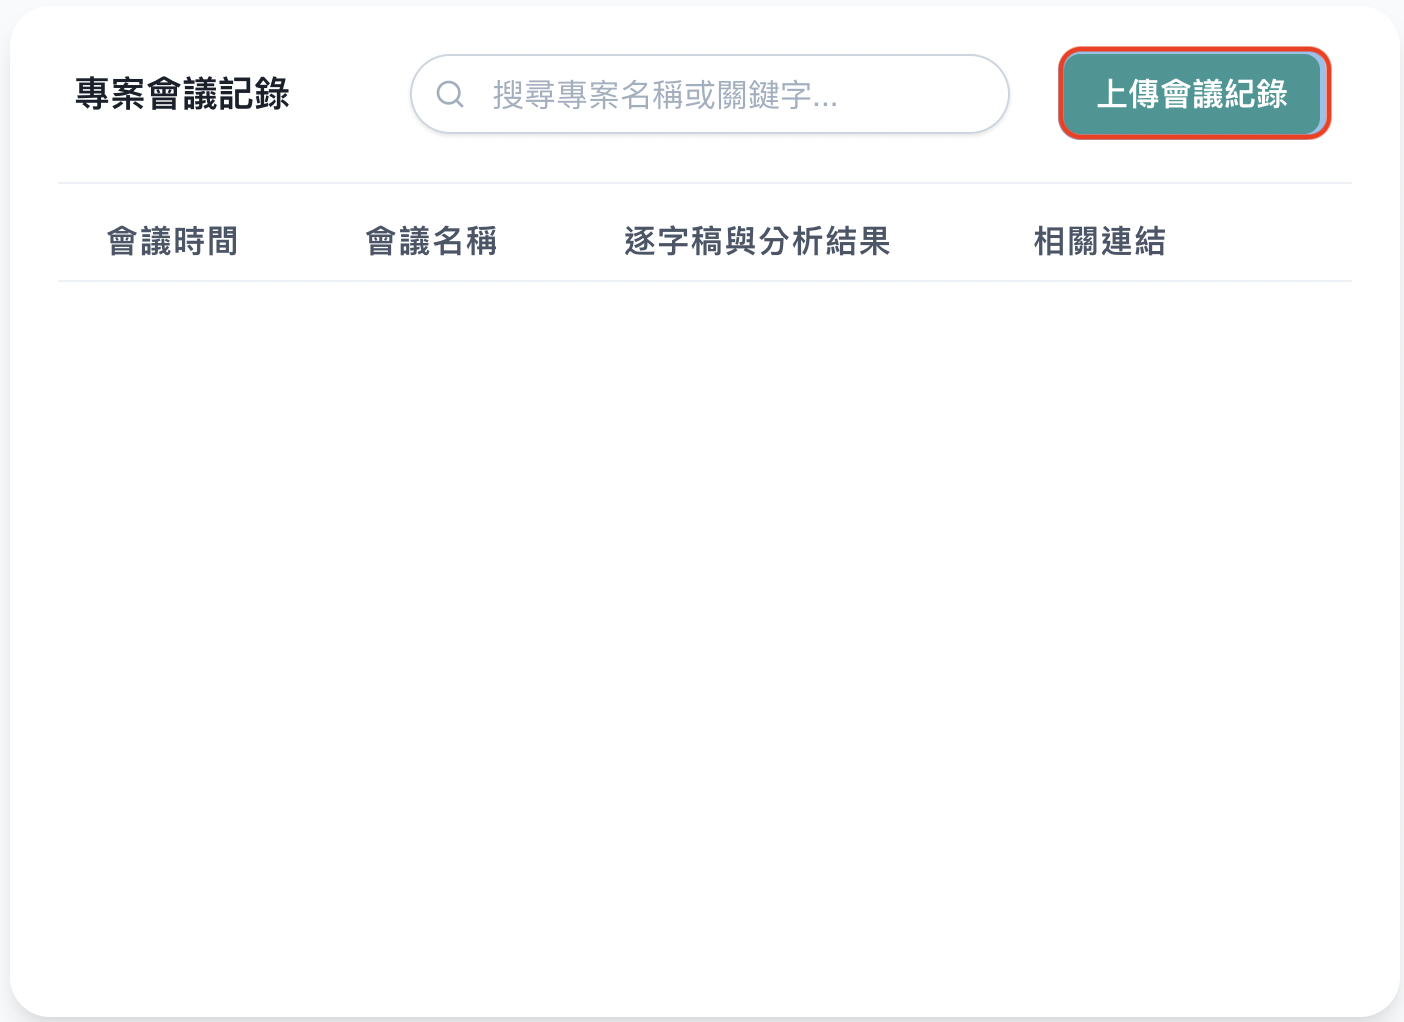 專案會議記錄
搜尋專案名稱或關鍵字...
上傳會議紀錄
會議時間
會議名稱
逐字稿與分析結果
相關連結